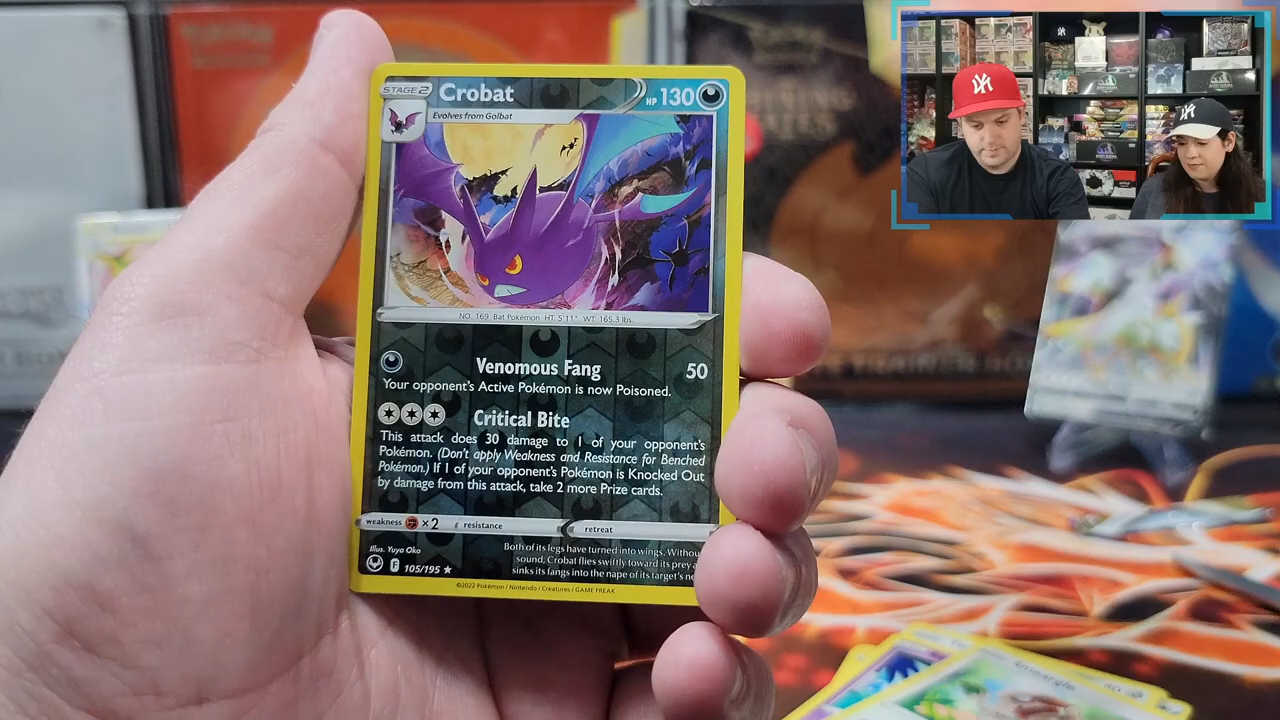 STAGE2
Crobat
HP 130
Evolves from Golbat
NO. 169 Bat Pokémon HT: 5'11" WT: 165.3 lbs.
Venomous Fang 50
Your opponent's Active Pokémon is now Poisoned.
Critical Bite
This attack does 30 damage to 1 of your opponent's
Pokémon. (Don't apply Weakness and Resistance for Benched
Pokémon.) If 1 of your opponent's Pokémon is Knocked Out
by damage from this attack, take 2 more Prize cards.
weakness ×2 resistance retreat
Illus. Yuya Oka
F 105/195 ★
Both of its legs have turned into wings. Withou
sound, Crobat flies swiftly toward its prey a
sinks its fangs into the nape of its target's ne
©2022 Pokémon / Nintendo / Creatures / GAME FREAK
NY
NY